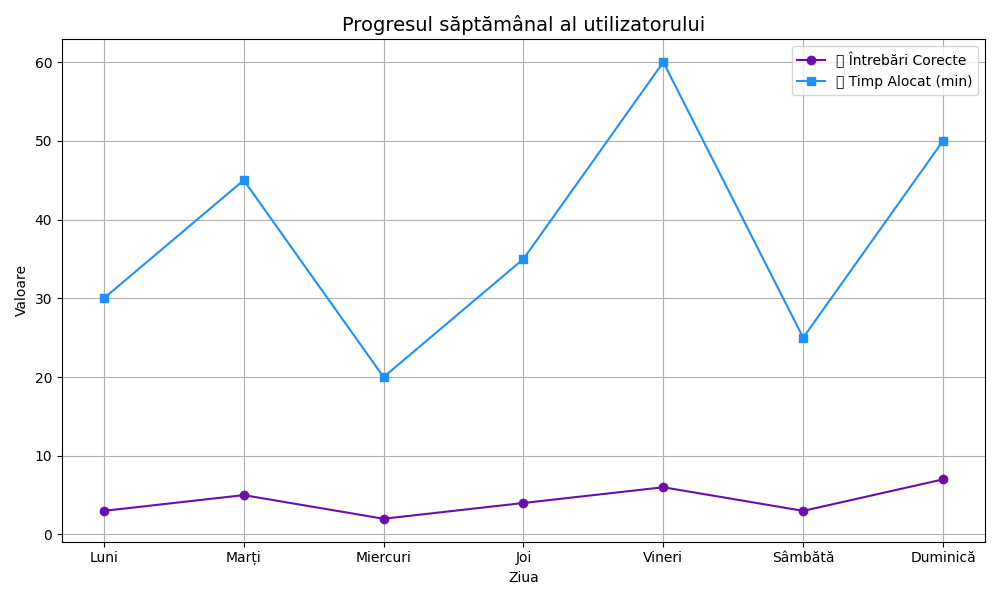 Progresul săptămânal al utilizatorului
Întrebări Corecte
Timp Alocat (min)
Valoare
60
50
40
30
20
10
0
Luni
Marți
Miercuri
Joi
Vineri
Sâmbătă
Duminică
Ziua